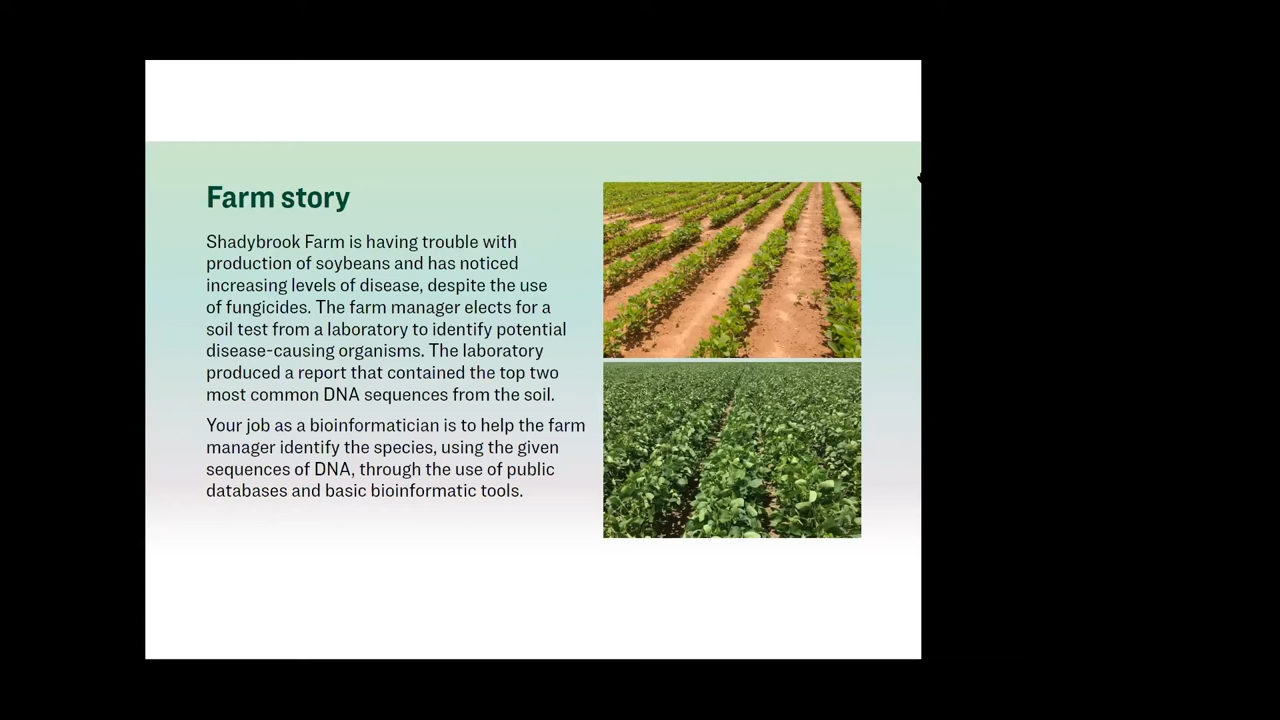 Farm story
Shadybrook Farm is having trouble with
production of soybeans and has noticed
increasing levels of disease, despite the use
of fungicides. The farm manager elects for a
soil test from a laboratory to identify potential
disease-causing organisms. The laboratory
produced a report that contained the top two
most common DNA sequences from the soil.
Your job as a bioinformatician is to help the farm
manager identify the species, using the given
sequences of DNA, through the use of public
databases and basic bioinformatic tools.